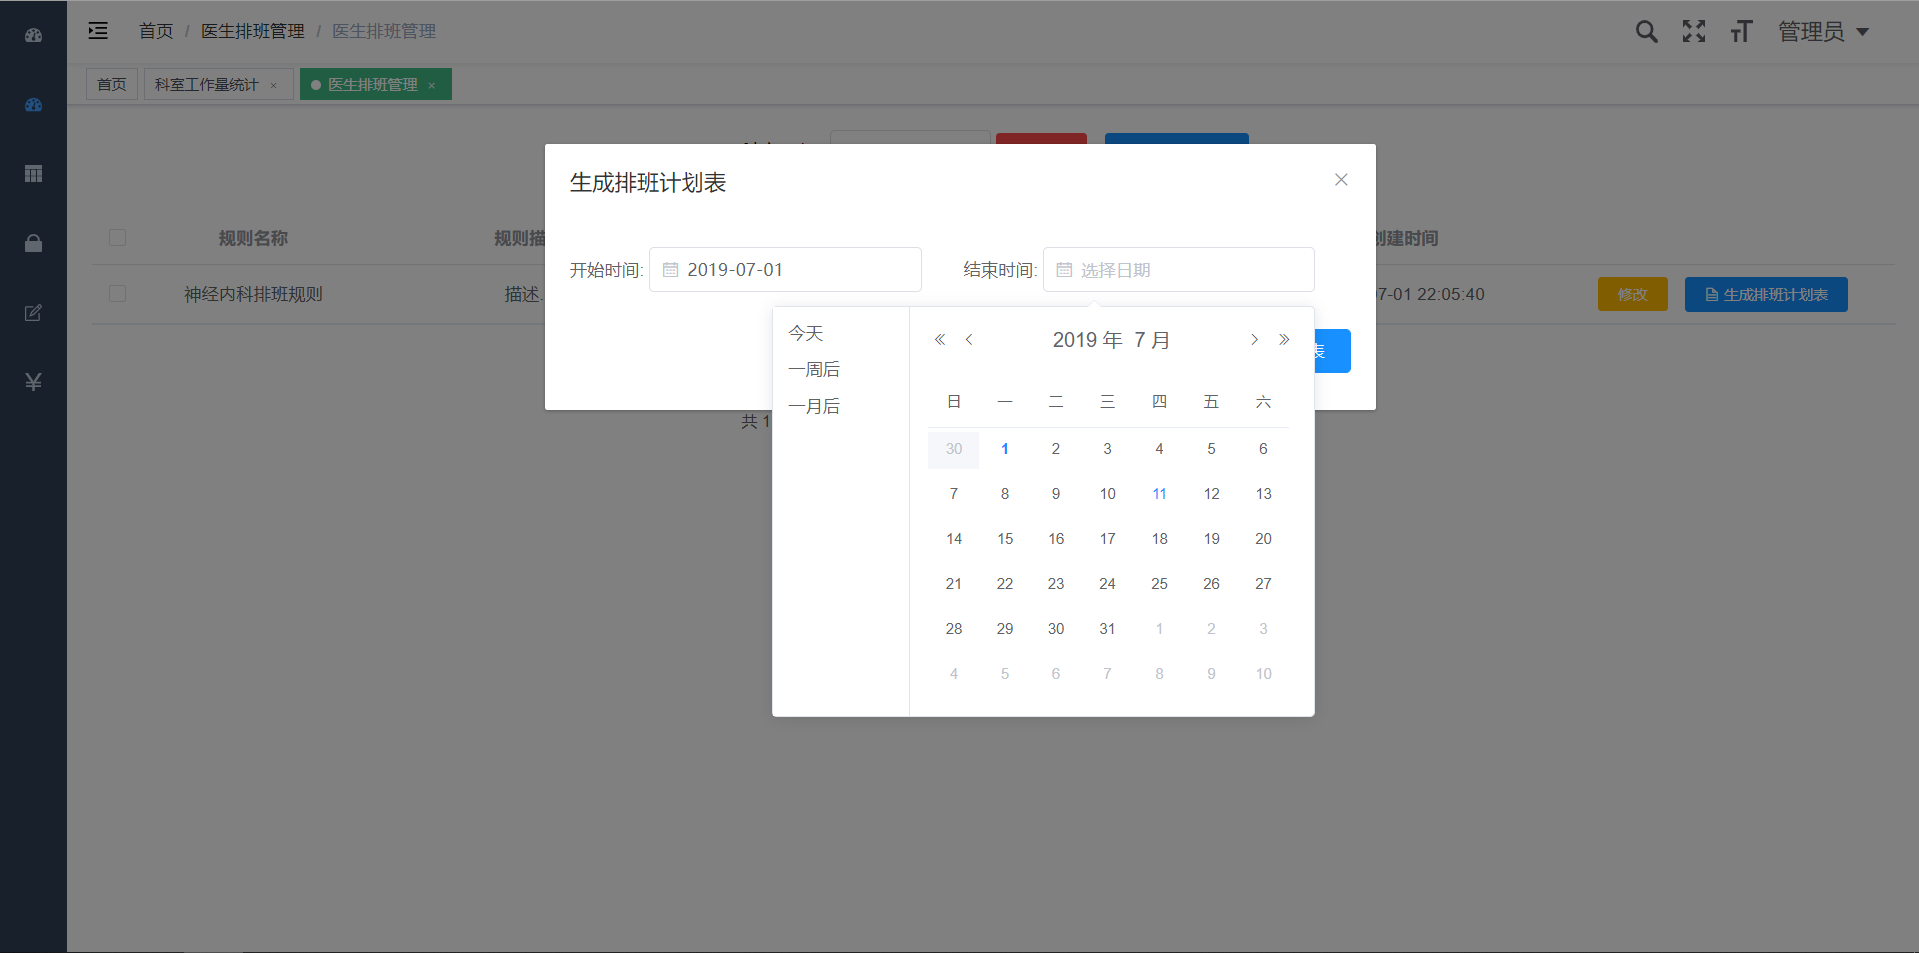 首页 / 医生排班管理 / 医生排班管理
管理员
首页
科室工作量统计 ×
医生排班管理 ×
生成排班计划表
规则名称
规则描
创建时间
开始时间: 2019-07-01
结束时间: 选择日期
神经内科排班规则
描述.
7-01 22:05:40
修改
生成排班计划表
表
共 1
今天
一周后
一月后
2019 年 7 月
日 一 二 三 四 五 六
30 1 2 3 4 5 6
7 8 9 10 11 12 13
14 15 16 17 18 19 20
21 22 23 24 25 26 27
28 29 30 31 1 2 3
4 5 6 7 8 9 10